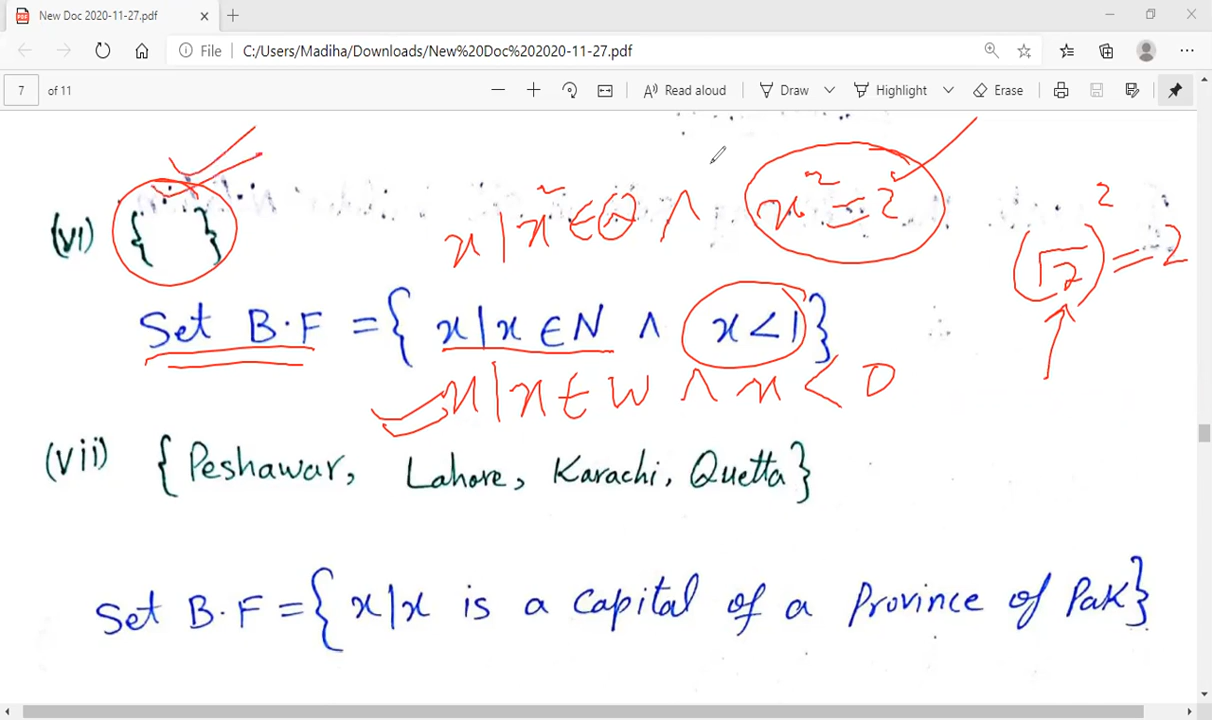 New Doc 2020-11-27.pdf
File C:/Users/Madiha/Downloads/New%20Doc%202020-11-27.pdf
7 of 11 Read aloud Draw Highlight Erase
(vi) { }
x | x² ∈ Q ∧ x² = 2
(√2)² = 2
Set B.F = { x | x ∈ N ∧ x < 1 }
x | x ∈ W ∧ x < 0
(vii) { Peshawar, Lahore, Karachi, Quetta }
Set B.F = { x | x is a capital of a Province of Pak }